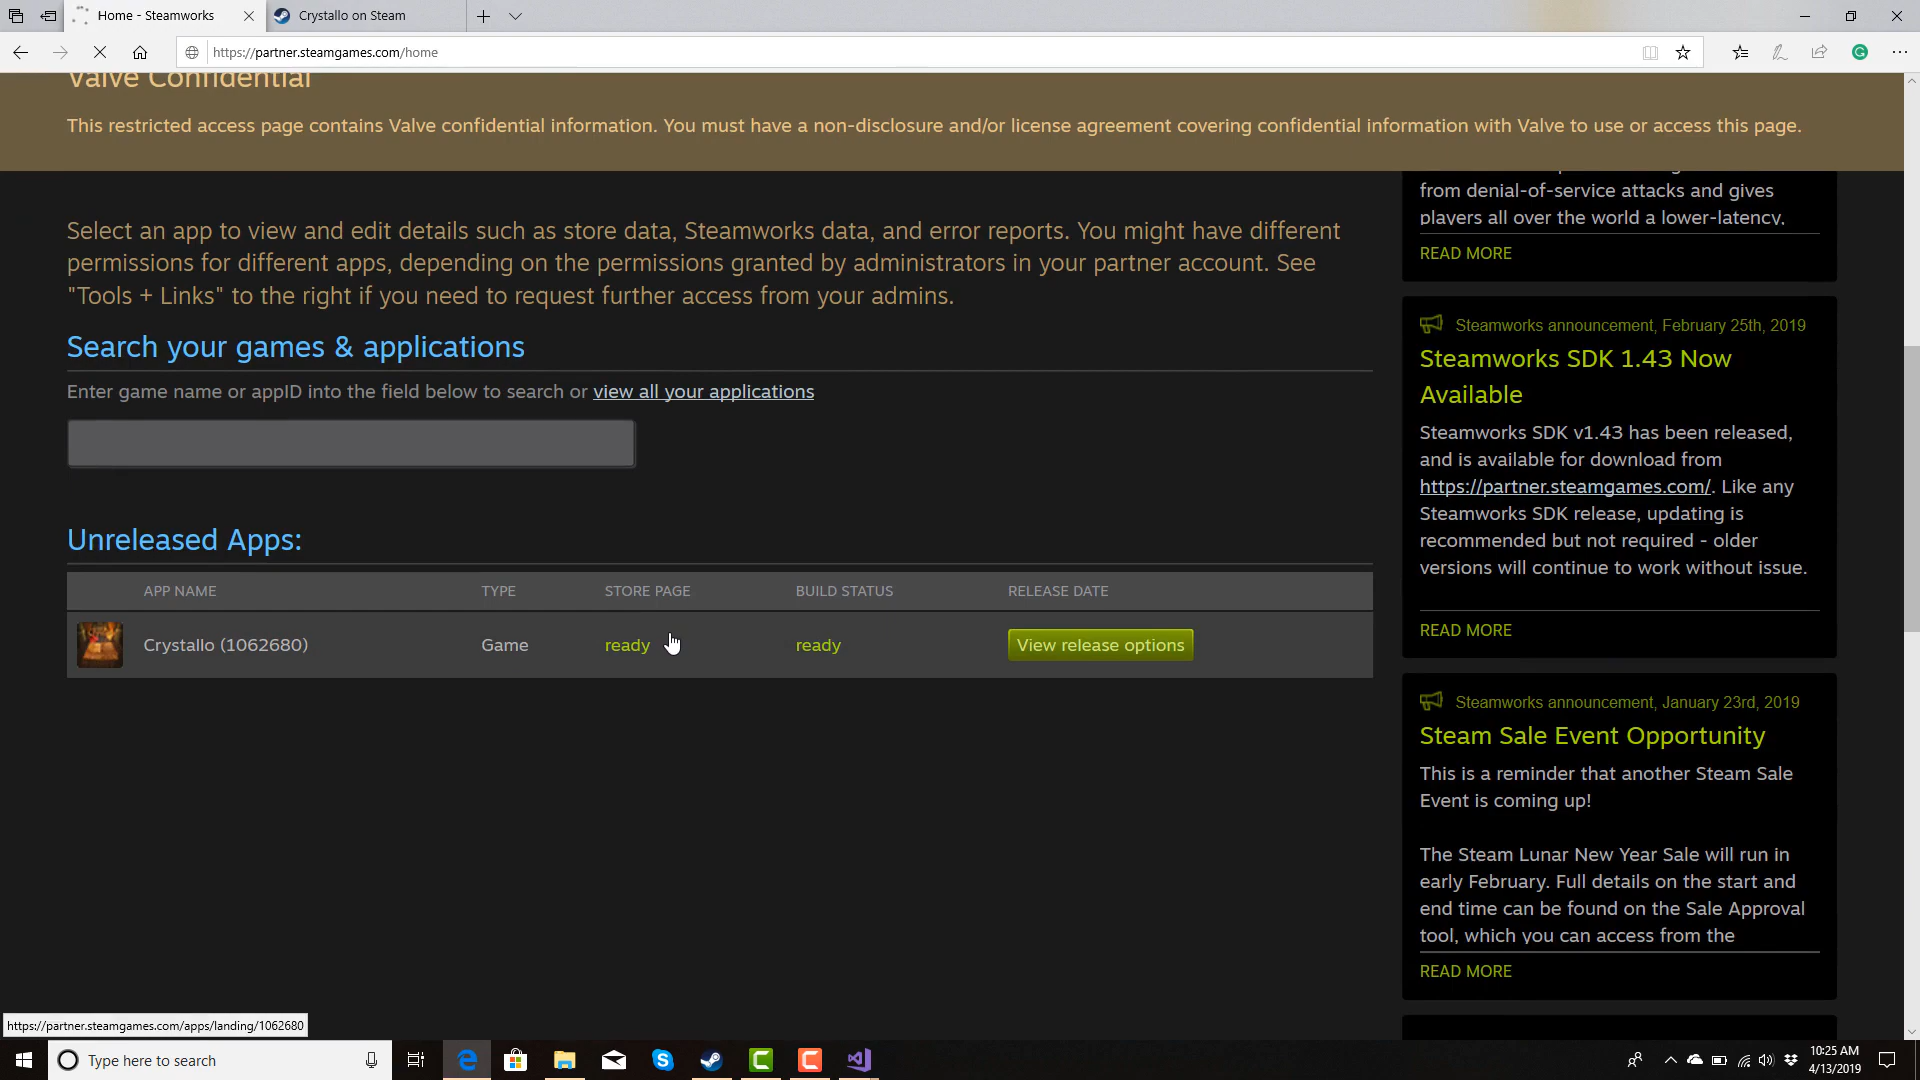 Home - Steamworks
Crystallo on Steam
https://partner.steamgames.com/home
Valve Confidential
This restricted access page contains Valve confidential information. You must have a non-disclosure and/or license agreement covering confidential information with Valve to use or access this page.
Select an app to view and edit details such as store data, Steamworks data, and error reports. You might have different
permissions for different apps, depending on the permissions granted by administrators in your partner account. See
"Tools + Links" to the right if you need to request further access from your admins.
Search your games & applications
Enter game name or appID into the field below to search or view all your applications
Unreleased Apps:
APP NAME TYPE STORE PAGE BUILD STATUS RELEASE DATE
Crystallo (1062680) Game ready ready View release options
from denial-of-service attacks and gives
players all over the world a lower-latency,
READ MORE
Steamworks announcement, February 25th, 2019
Steamworks SDK 1.43 Now
Available
Steamworks SDK v1.43 has been released,
and is available for download from
https://partner.steamgames.com/. Like any
Steamworks SDK release, updating is
recommended but not required - older
versions will continue to work without issue.
READ MORE
Steamworks announcement, January 23rd, 2019
Steam Sale Event Opportunity
This is a reminder that another Steam Sale
Event is coming up!
The Steam Lunar New Year Sale will run in
early February. Full details on the start and
end time can be found on the Sale Approval
tool, which you can access from the
READ MORE
https://partner.steamgames.com/apps/landing/1062680
Type here to search
10:25 AM
4/13/2019